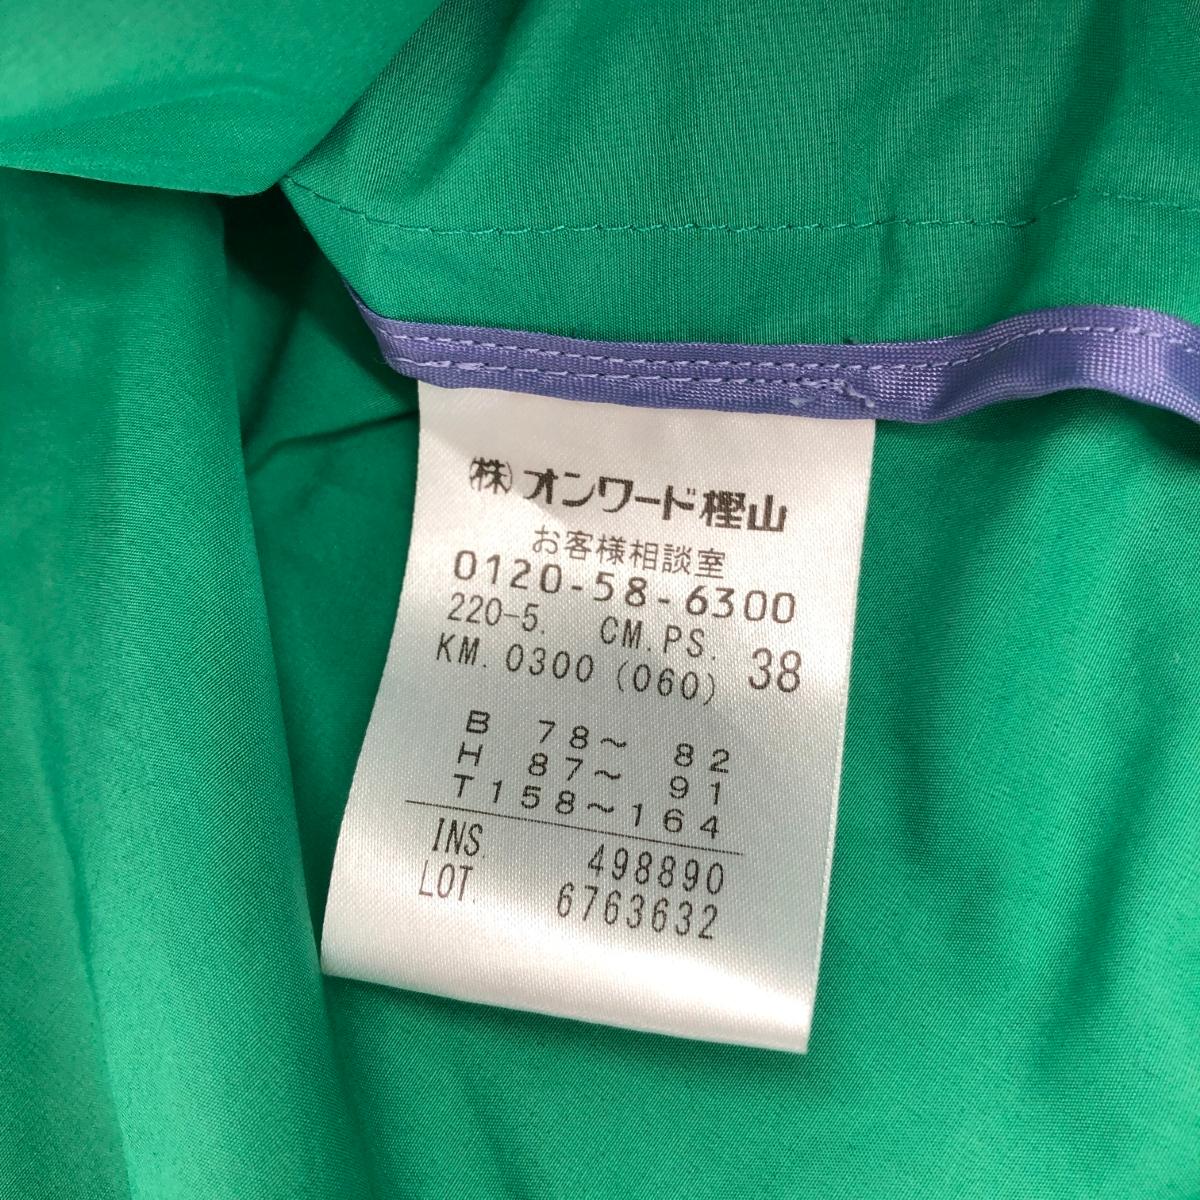 ㈱オンワード樫山
お客様相談室
0120-58-6300
220-5. CM.PS. 38
KM. 0300 (060)
B 78～ 82
H 87～ 91
T158～164
INS. 498890
LOT. 6763632